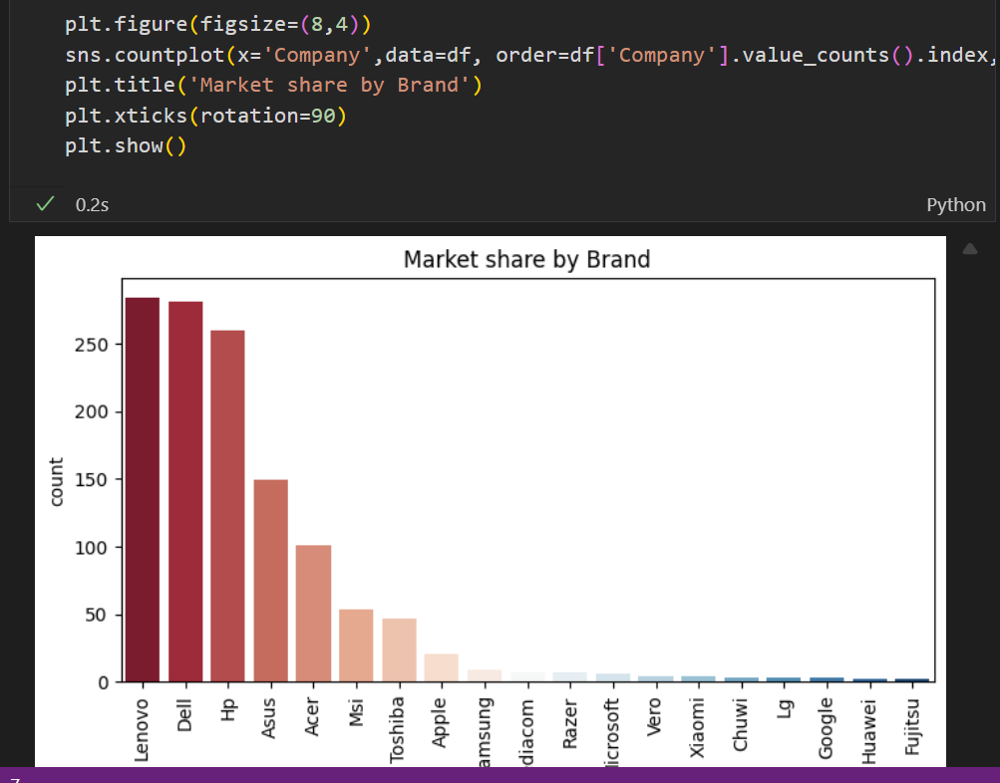 plt.figure(figsize=(8,4))
sns.countplot(x='Company',data=df, order=df['Company'].value_counts().index,
plt.title('Market share by Brand')
plt.xticks(rotation=90)
plt.show()
0.2s
Python
Market share by Brand
count
250
200
150
100
50
0
Lenovo
Dell
Hp
Asus
Acer
Msi
Toshiba
Apple
amsung
diacom
Razer
icrosoft
Vero
Xiaomi
Chuwi
Lg
Google
Huawei
Fujitsu